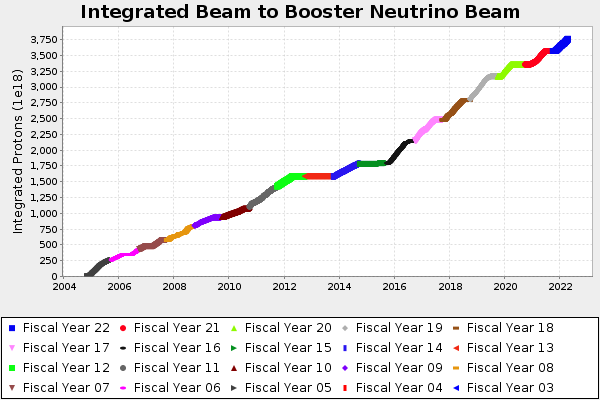 Integrated Beam to Booster Neutrino Beam
Integrated Protons (1e18)
3,750
3,500
3,250
3,000
2,750
2,500
2,250
2,000
1,750
1,500
1,250
1,000
750
500
250
0
2004 2006 2008 2010 2012 2014 2016 2018 2020 2022
Fiscal Year 22 Fiscal Year 21 Fiscal Year 20 Fiscal Year 19 Fiscal Year 18
Fiscal Year 17 Fiscal Year 16 Fiscal Year 15 Fiscal Year 14 Fiscal Year 13
Fiscal Year 12 Fiscal Year 11 Fiscal Year 10 Fiscal Year 09 Fiscal Year 08
Fiscal Year 07 Fiscal Year 06 Fiscal Year 05 Fiscal Year 04 Fiscal Year 03